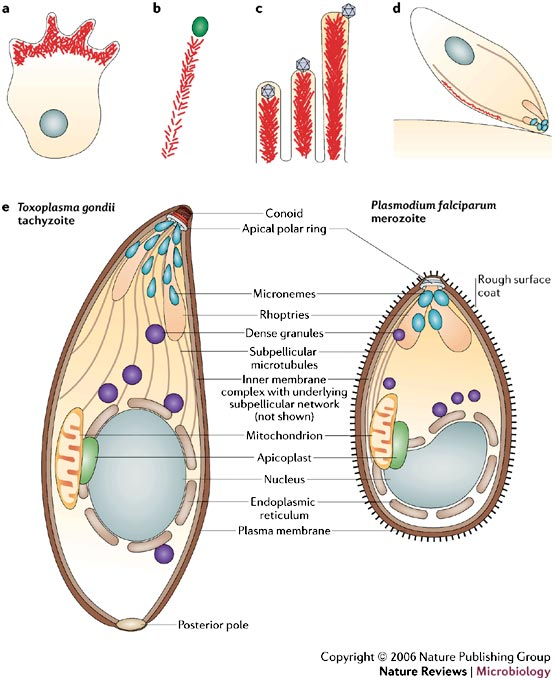 a
b
c
d
e Toxoplasma gondii
tachyzoite
Plasmodium falciparum
merozoite
Conoid
Apical polar ring
Rough surface
coat
Micronemes
Rhoptries
Dense granules
Subpellicular
microtubules
Inner membrane
complex with underlying
subpellicular network
(not shown)
Mitochondrion
Apicoplast
Nucleus
Endoplasmic
reticulum
Plasma membrane
Posterior pole
Copyright © 2006 Nature Publishing Group
Nature Reviews | Microbiology